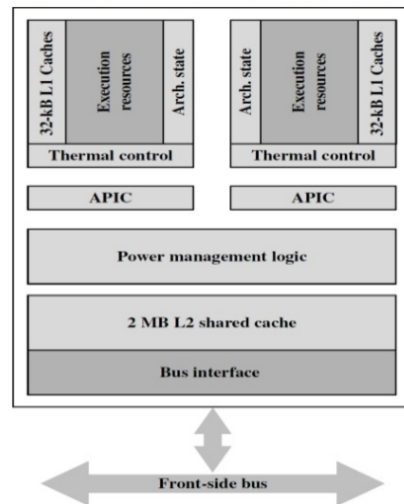 32-kB L1 Caches
Execution
resources
Arch. state
Thermal control
APIC
Arch. state
Execution
resources
32-kB L1 Caches
Thermal control
APIC
Power management logic
2 MB L2 shared cache
Bus interface
Front-side bus